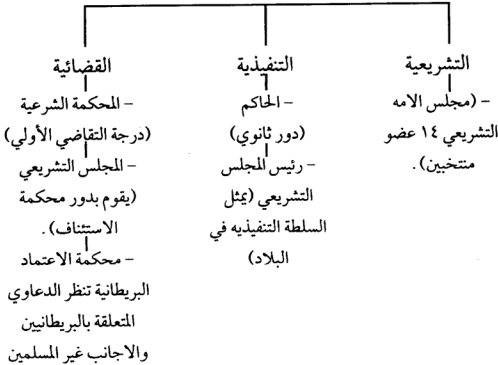 التشريعية
- (مجلس الامه
التشريعي ١٤ عضو
منتخبين).
التنفيذية
- الحاكم
(دور ثانوي)
- رئيس المجلس
التشريعي (يمثل
السلطة التنفيذيه في
البلاد)
القضائية
- المحكمة الشرعية
(درجة التقاضي الأولي)
- المجلس التشريعي
(يقوم بدور محكمة
الاستئناف).
- محكمة الاعتماد
البريطانية تنظر الدعاوي
المتعلقة بالبريطانيين
والاجانب غير المسلمين